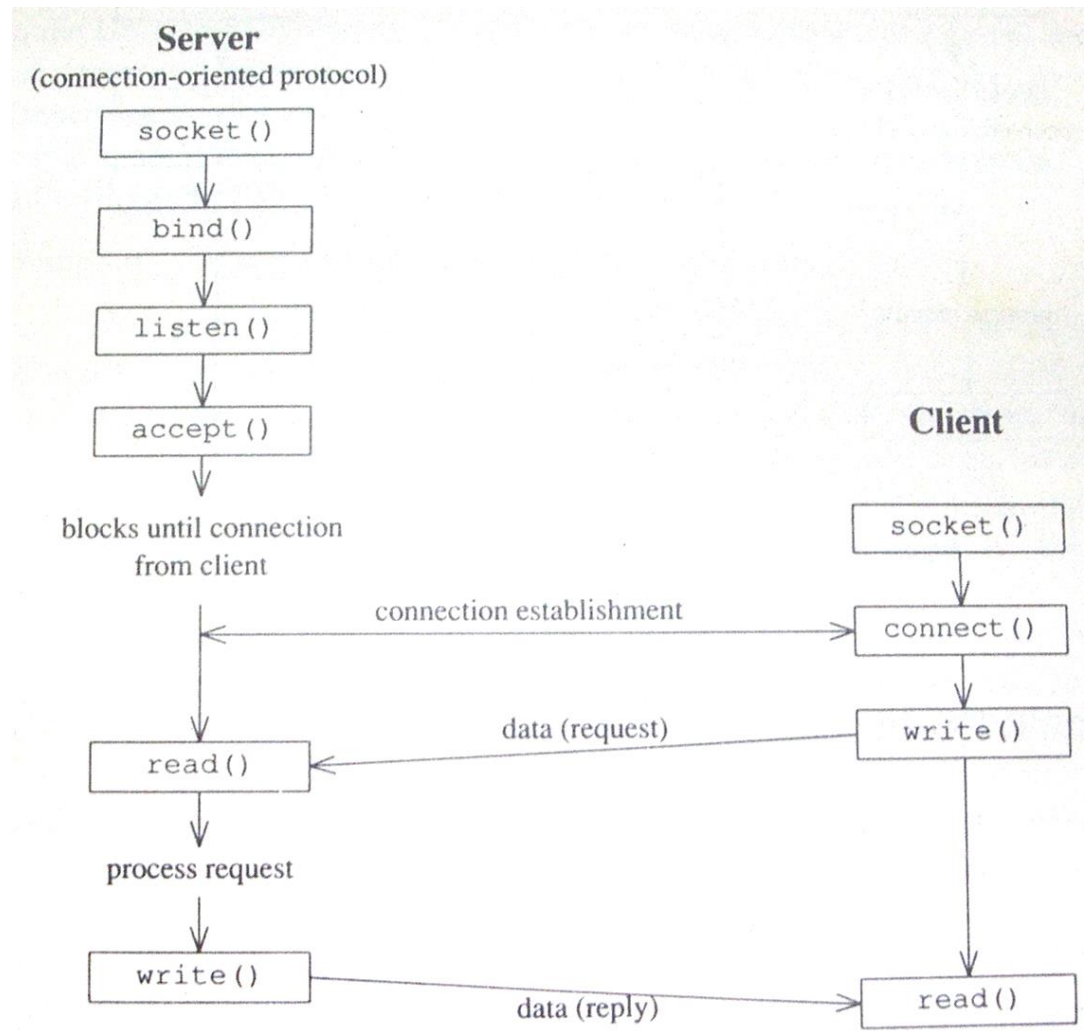 Server
(connection-oriented protocol)
socket()
bind()
listen()
accept()
Client
blocks until connection
from client
socket()
connection establishment
connect()
data (request)
write()
read()
process request
write()
data (reply)
read()